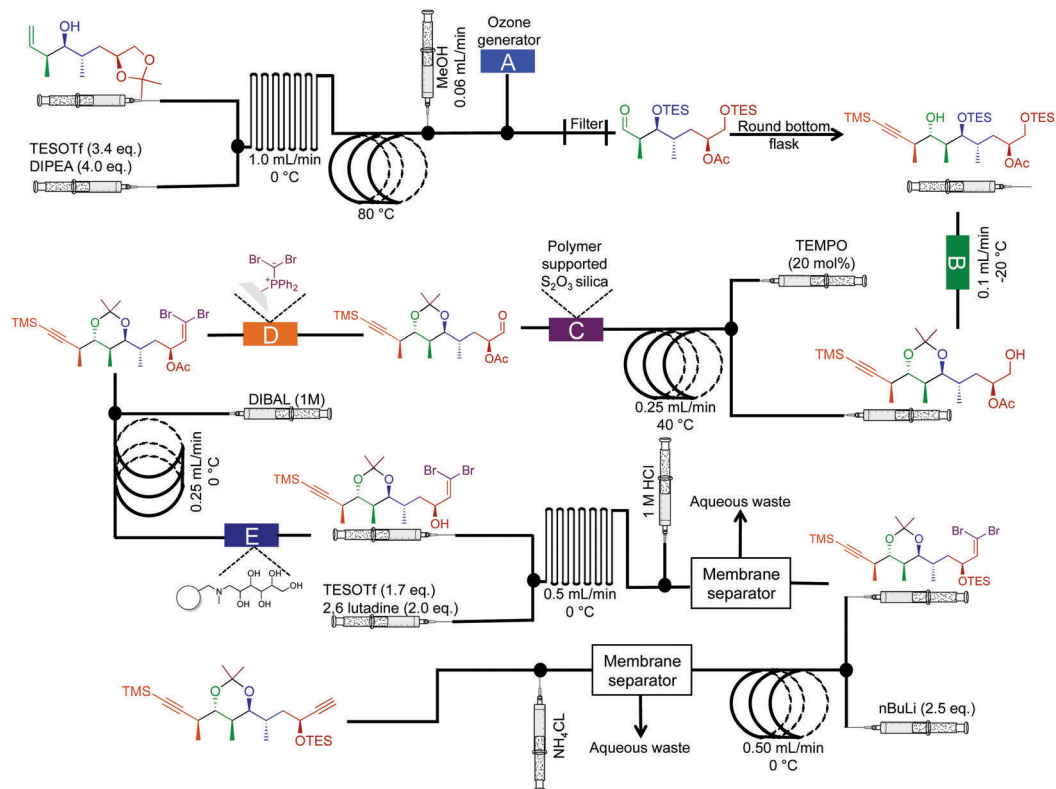 OH
O
O
TESOTf (3.4 eq.)
DIPEA (4.0 eq.)
1.0 mL/min
0 °C
80 °C
MeOH
0.06 mL/min
Ozone
generator
A
Filter
O
OTES
OTES
OAc
Round bottom
flask
TMS
OH
OTES
OTES
OAc
B
0.1 mL/min
-20 °C
TMS
O
O
Br
Br
OAc
Br
Br
+
PPh2
D
TMS
O
O
O
OAc
Polymer
supported
S2O3 silica
C
0.25 mL/min
40 °C
TEMPO
(20 mol%)
TMS
O
O
OH
OAc
DIBAL (1M)
0.25 mL/min
0 °C
E
N
OH
OH
OH
OH
OH
TMS
O
O
Br
Br
OH
TESOTf (1.7 eq.)
2,6 lutadine (2.0 eq.)
0.5 mL/min
0 °C
1 M HCl
Aqueous waste
Membrane
separator
TMS
O
O
Br
Br
OTES
TMS
O
O
OTES
NH4CL
Membrane
separator
Aqueous waste
0.50 mL/min
0 °C
nBuLi (2.5 eq.)